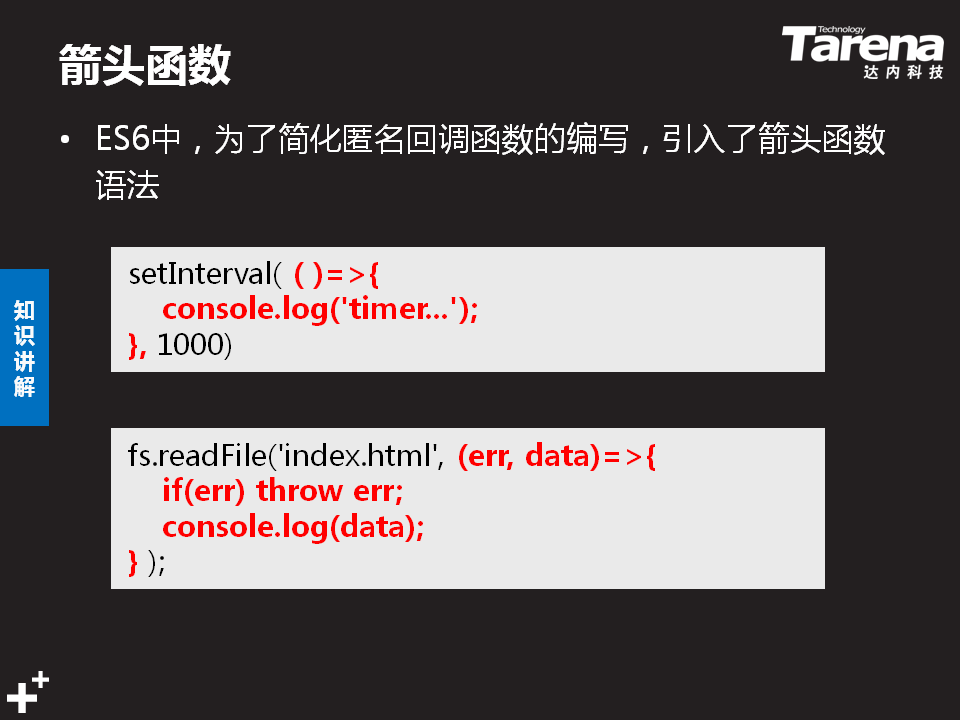 箭头函数
Technology
Tarena
达内科技
• ES6中，为了简化匿名回调函数的编写，引入了箭头函数
语法
setInterval( ( )=>{
console.log('timer...');
}, 1000)
知
识
讲
解
fs.readFile('index.html', (err, data)=>{
if(err) throw err;
console.log(data);
} );